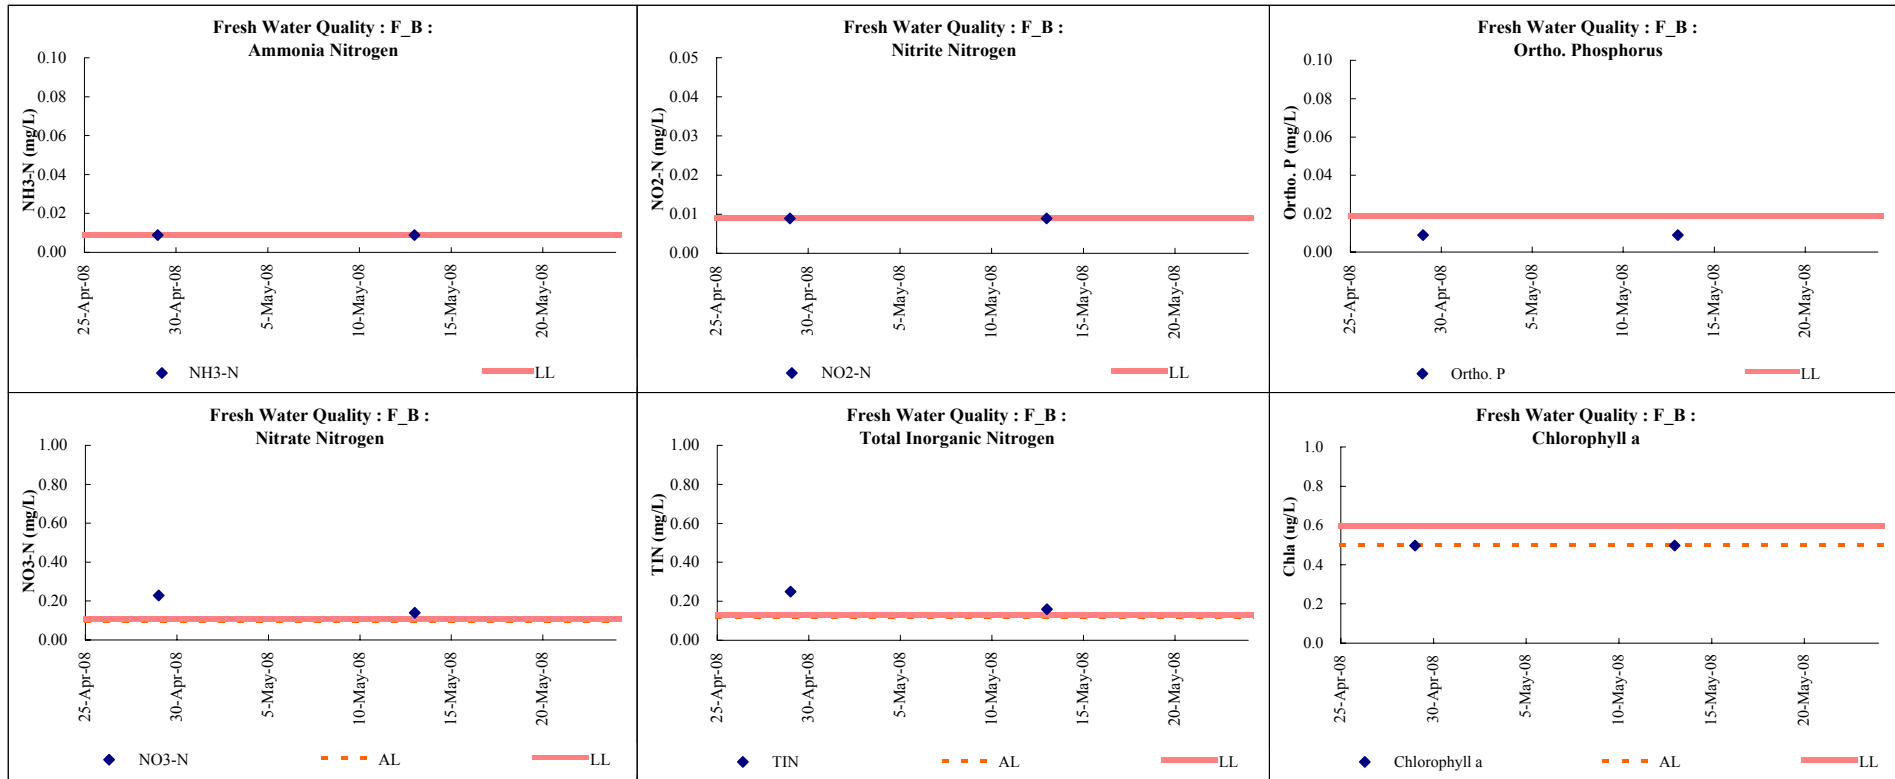 Fresh Water Quality : F_B :
Ammonia Nitrogen
NH3-N (mg/L)
0.10
0.08
0.06
0.04
0.02
0.00
25-Apr-08
30-Apr-08
5-May-08
10-May-08
15-May-08
20-May-08
NH3-N
LL
Fresh Water Quality : F_B :
Nitrite Nitrogen
NO2-N (mg/L)
0.05
0.04
0.03
0.02
0.01
0.00
25-Apr-08
30-Apr-08
5-May-08
10-May-08
15-May-08
20-May-08
NO2-N
LL
Fresh Water Quality : F_B :
Ortho. Phosphorus
Ortho. P (mg/L)
0.10
0.08
0.06
0.04
0.02
0.00
25-Apr-08
30-Apr-08
5-May-08
10-May-08
15-May-08
20-May-08
Ortho. P
LL
Fresh Water Quality : F_B :
Nitrate Nitrogen
NO3-N (mg/L)
1.00
0.80
0.60
0.40
0.20
0.00
25-Apr-08
30-Apr-08
5-May-08
10-May-08
15-May-08
20-May-08
NO3-N
AL
LL
Fresh Water Quality : F_B :
Total Inorganic Nitrogen
TIN (mg/L)
1.00
0.80
0.60
0.40
0.20
0.00
25-Apr-08
30-Apr-08
5-May-08
10-May-08
15-May-08
20-May-08
TIN
AL
LL
Fresh Water Quality : F_B :
Chlorophyll a
Chla (ug/L)
1.0
0.8
0.6
0.4
0.2
0.0
25-Apr-08
30-Apr-08
5-May-08
10-May-08
15-May-08
20-May-08
Chlorophyll a
AL
LL